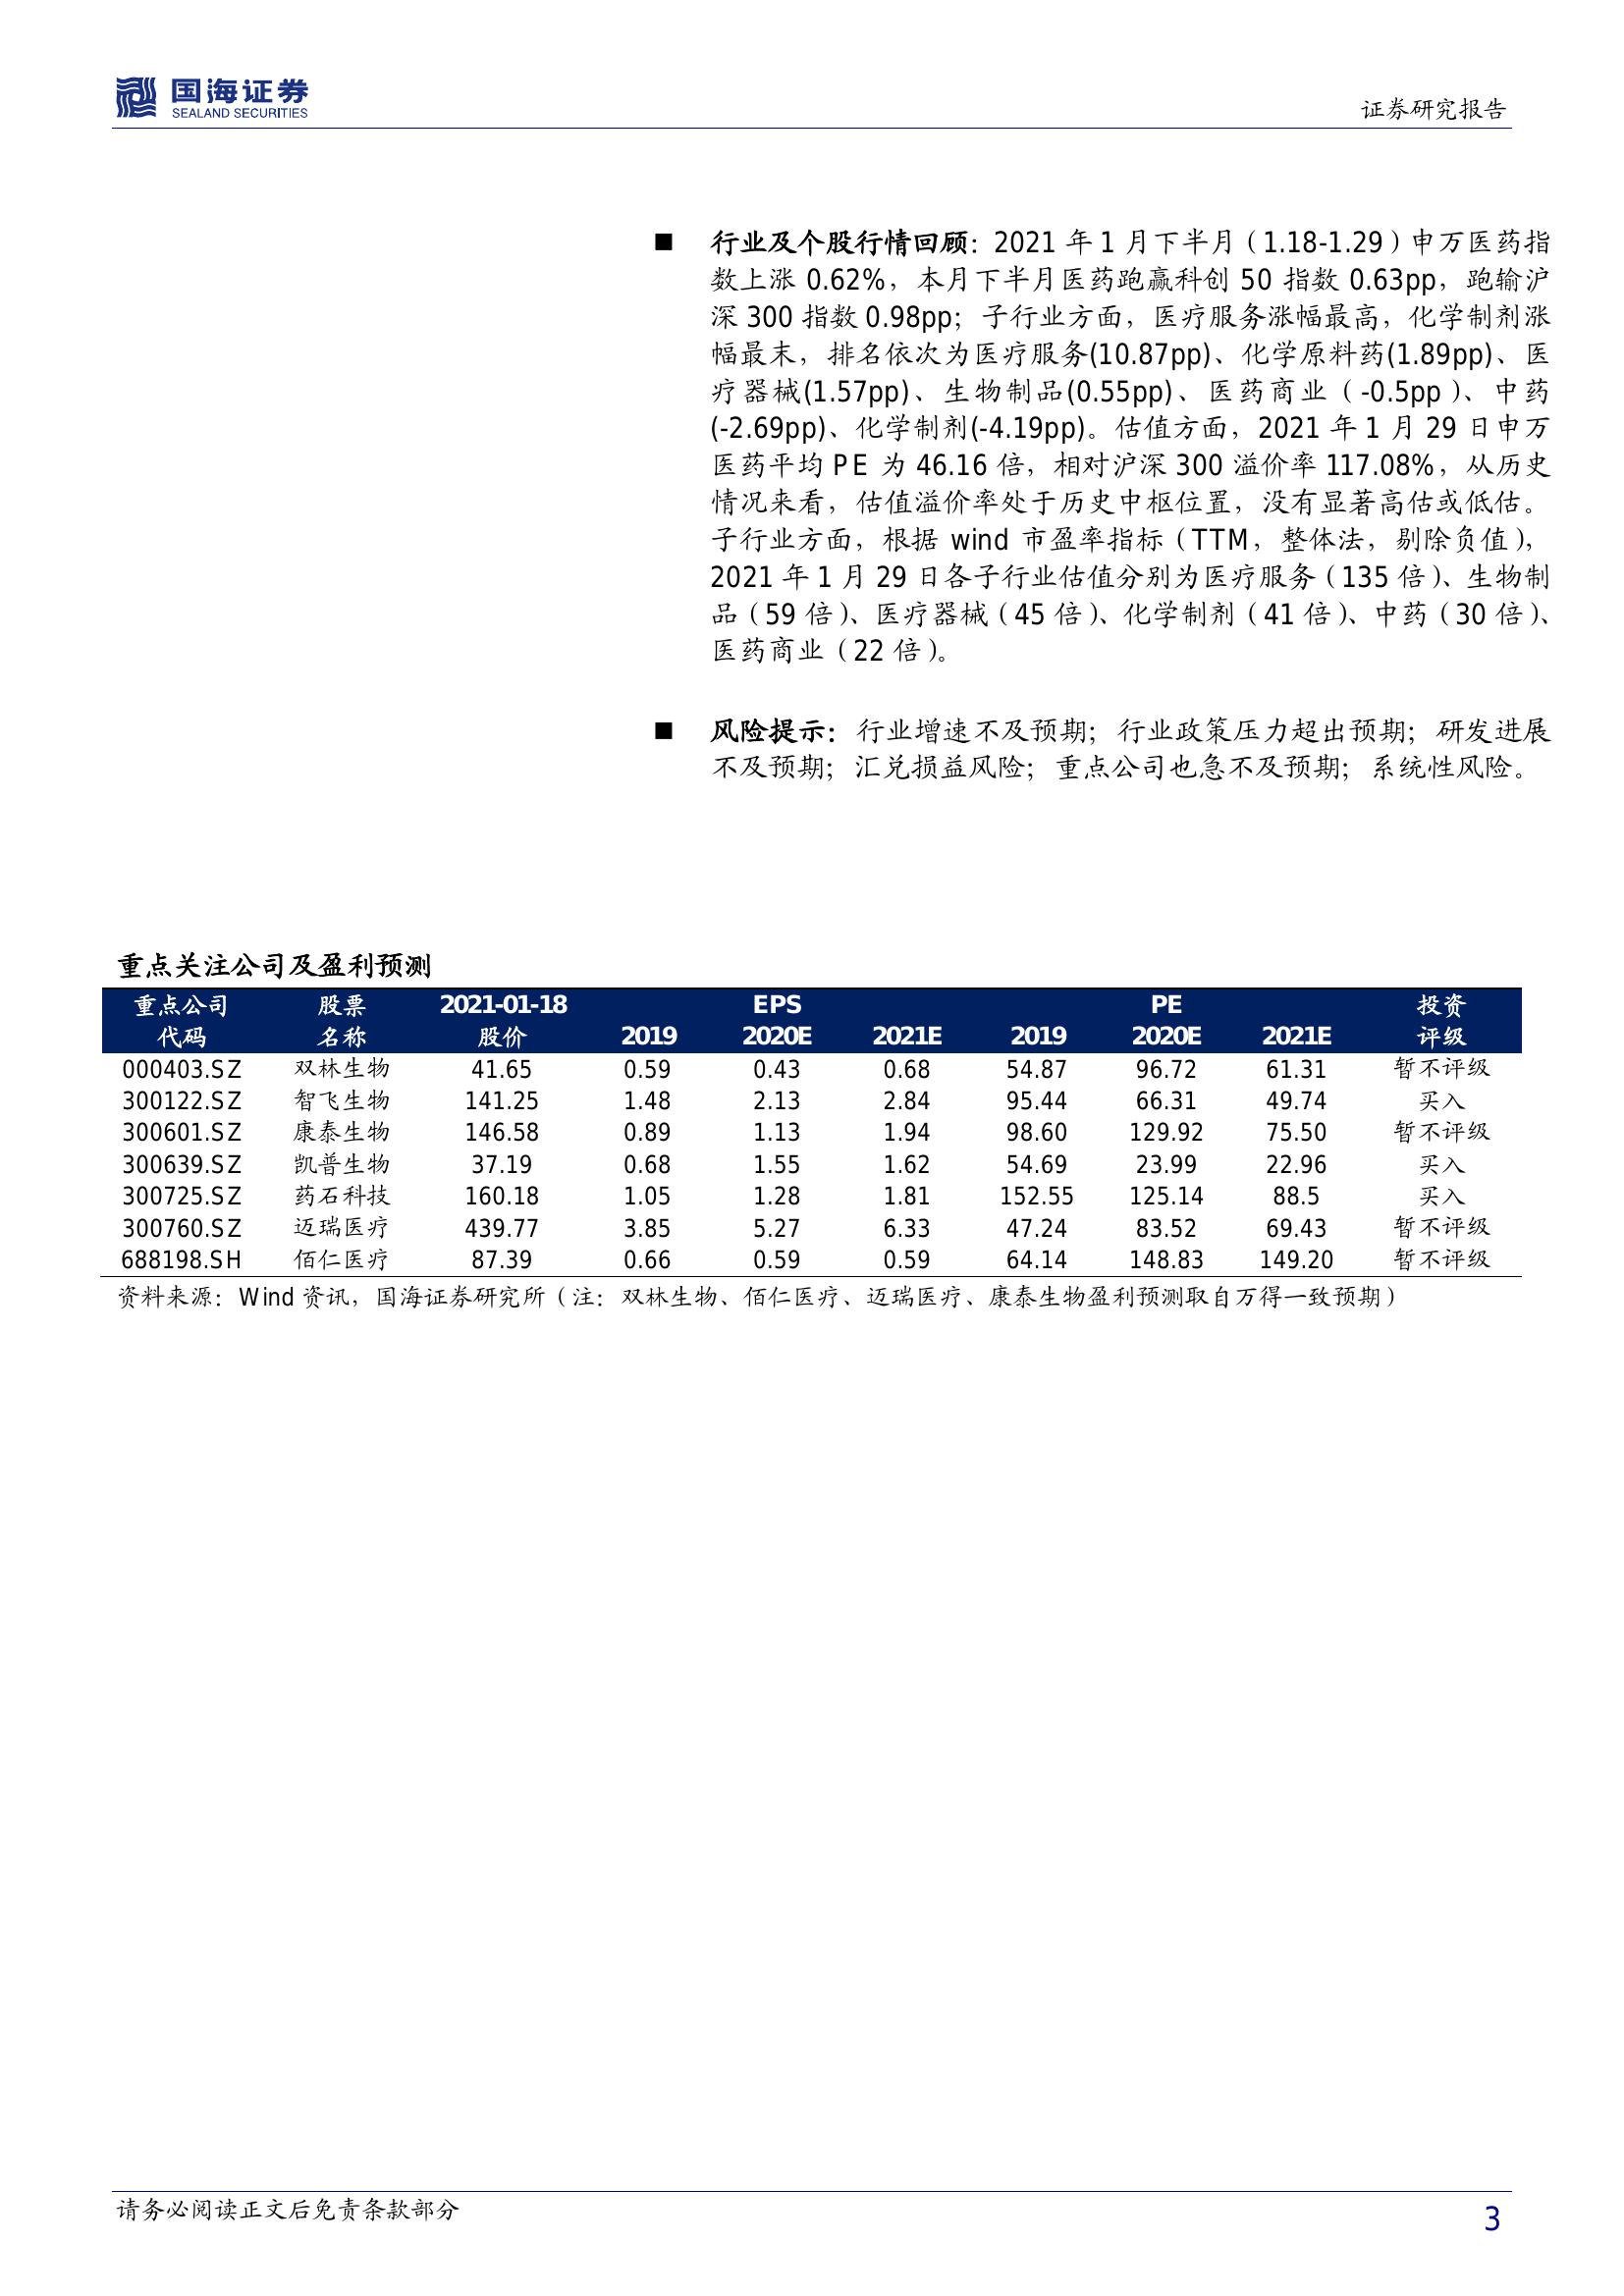 国海证券
SEALAND SECURITIES
证券研究报告
■ 行业及个股行情回顾：2021 年 1 月下半月（1.18-1.29）申万医药指
数上涨 0.62%，本月下半月医药跑赢科创 50 指数 0.63pp，跑输沪
深 300 指数 0.98pp；子行业方面，医疗服务涨幅最高，化学制剂涨
幅最末，排名依次为医疗服务(10.87pp)、化学原料药(1.89pp)、医
疗器械(1.57pp)、生物制品(0.55pp)、医药商业（-0.5pp）、中药
(-2.69pp)、化学制剂(-4.19pp)。估值方面，2021 年 1 月 29 日申万
医药平均 PE 为 46.16 倍，相对沪深 300 溢价率 117.08%，从历史
情况来看，估值溢价率处于历史中枢位置，没有显著高估或低估。
子行业方面，根据 wind 市盈率指标（TTM，整体法，剔除负值），
2021 年 1 月 29 日各子行业估值分别为医疗服务（135 倍）、生物制
品（59 倍）、医疗器械（45 倍）、化学制剂（41 倍）、中药（30 倍）、
医药商业（22 倍）。
■ 风险提示：行业增速不及预期；行业政策压力超出预期；研发进展
不及预期；汇兑损益风险；重点公司也急不及预期；系统性风险。
重点关注公司及盈利预测
重点公司 股票 2021-01-18 EPS PE 投资
代码 名称 股价 2019 2020E 2021E 2019 2020E 2021E 评级
000403.SZ 双林生物 41.65 0.59 0.43 0.68 54.87 96.72 61.31 暂不评级
300122.SZ 智飞生物 141.25 1.48 2.13 2.84 95.44 66.31 49.74 买入
300601.SZ 康泰生物 146.58 0.89 1.13 1.94 98.60 129.92 75.50 暂不评级
300639.SZ 凯普生物 37.19 0.68 1.55 1.62 54.69 23.99 22.96 买入
300725.SZ 药石科技 160.18 1.05 1.28 1.81 152.55 125.14 88.5 买入
300760.SZ 迈瑞医疗 439.77 3.85 5.27 6.33 47.24 83.52 69.43 暂不评级
688198.SH 佰仁医疗 87.39 0.66 0.59 0.59 64.14 148.83 149.20 暂不评级
资料来源：Wind 资讯，国海证券研究所（注：双林生物、佰仁医疗、迈瑞医疗、康泰生物盈利预测取自万得一致预期）
请务必阅读正文后免责条款部分
3